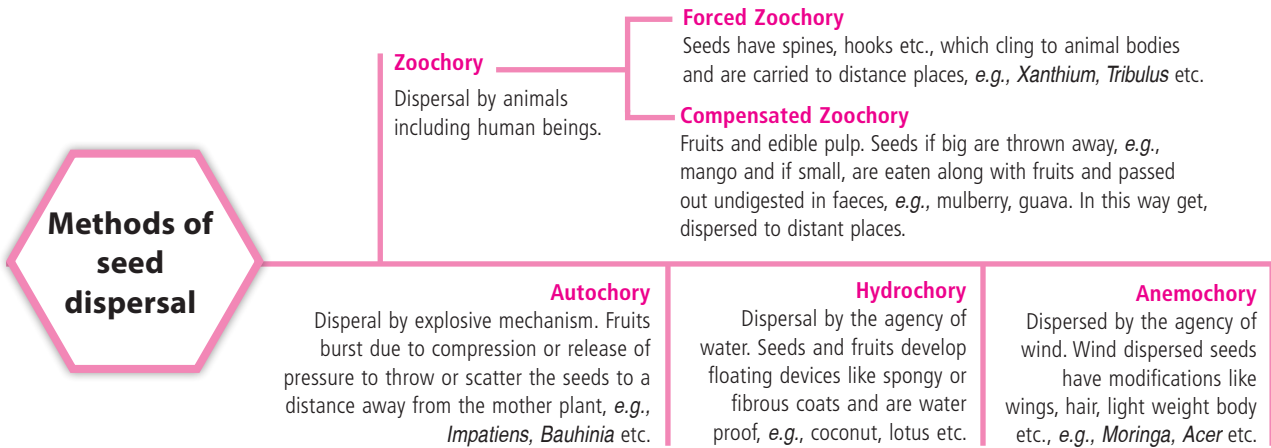 Methods of
seed
dispersal
Zoochory
Dispersal by animals
including human beings.
Forced Zoochory
Seeds have spines, hooks etc., which cling to animal bodies
and are carried to distance places, e.g., Xanthium, Tribulus etc.
Compensated Zoochory
Fruits and edible pulp. Seeds if big are thrown away, e.g.,
mango and if small, are eaten along with fruits and passed
out undigested in faeces, e.g., mulberry, guava. In this way get,
dispersed to distant places.
Autochory
Disperal by explosive mechanism. Fruits
burst due to compression or release of
pressure to throw or scatter the seeds to a
distance away from the mother plant, e.g.,
Impatiens, Bauhinia etc.
Hydrochory
Dispersal by the agency of
water. Seeds and fruits develop
floating devices like spongy or
fibrous coats and are water
proof, e.g., coconut, lotus etc.
Anemochory
Dispersed by the agency of
wind. Wind dispersed seeds
have modifications like
wings, hair, light weight body
etc., e.g., Moringa, Acer etc.